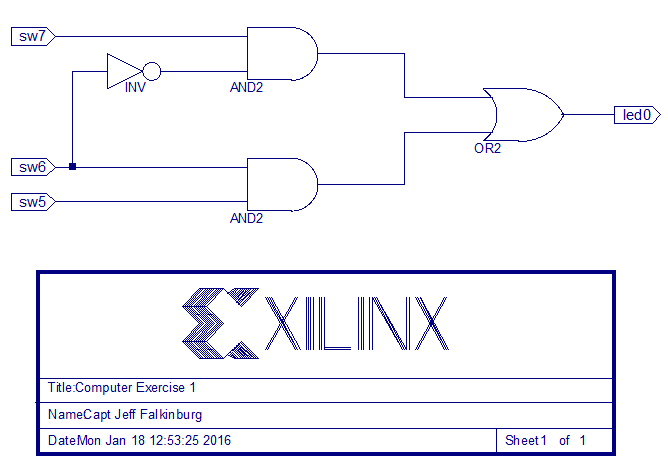 sw7
INV
AND2
led0
OR2
sw6
sw5
AND2
XILINX
Title:Computer Exercise 1
NameCapt Jeff Falkinburg
DateMon Jan 18 12:53:25 2016
Sheet1 of 1